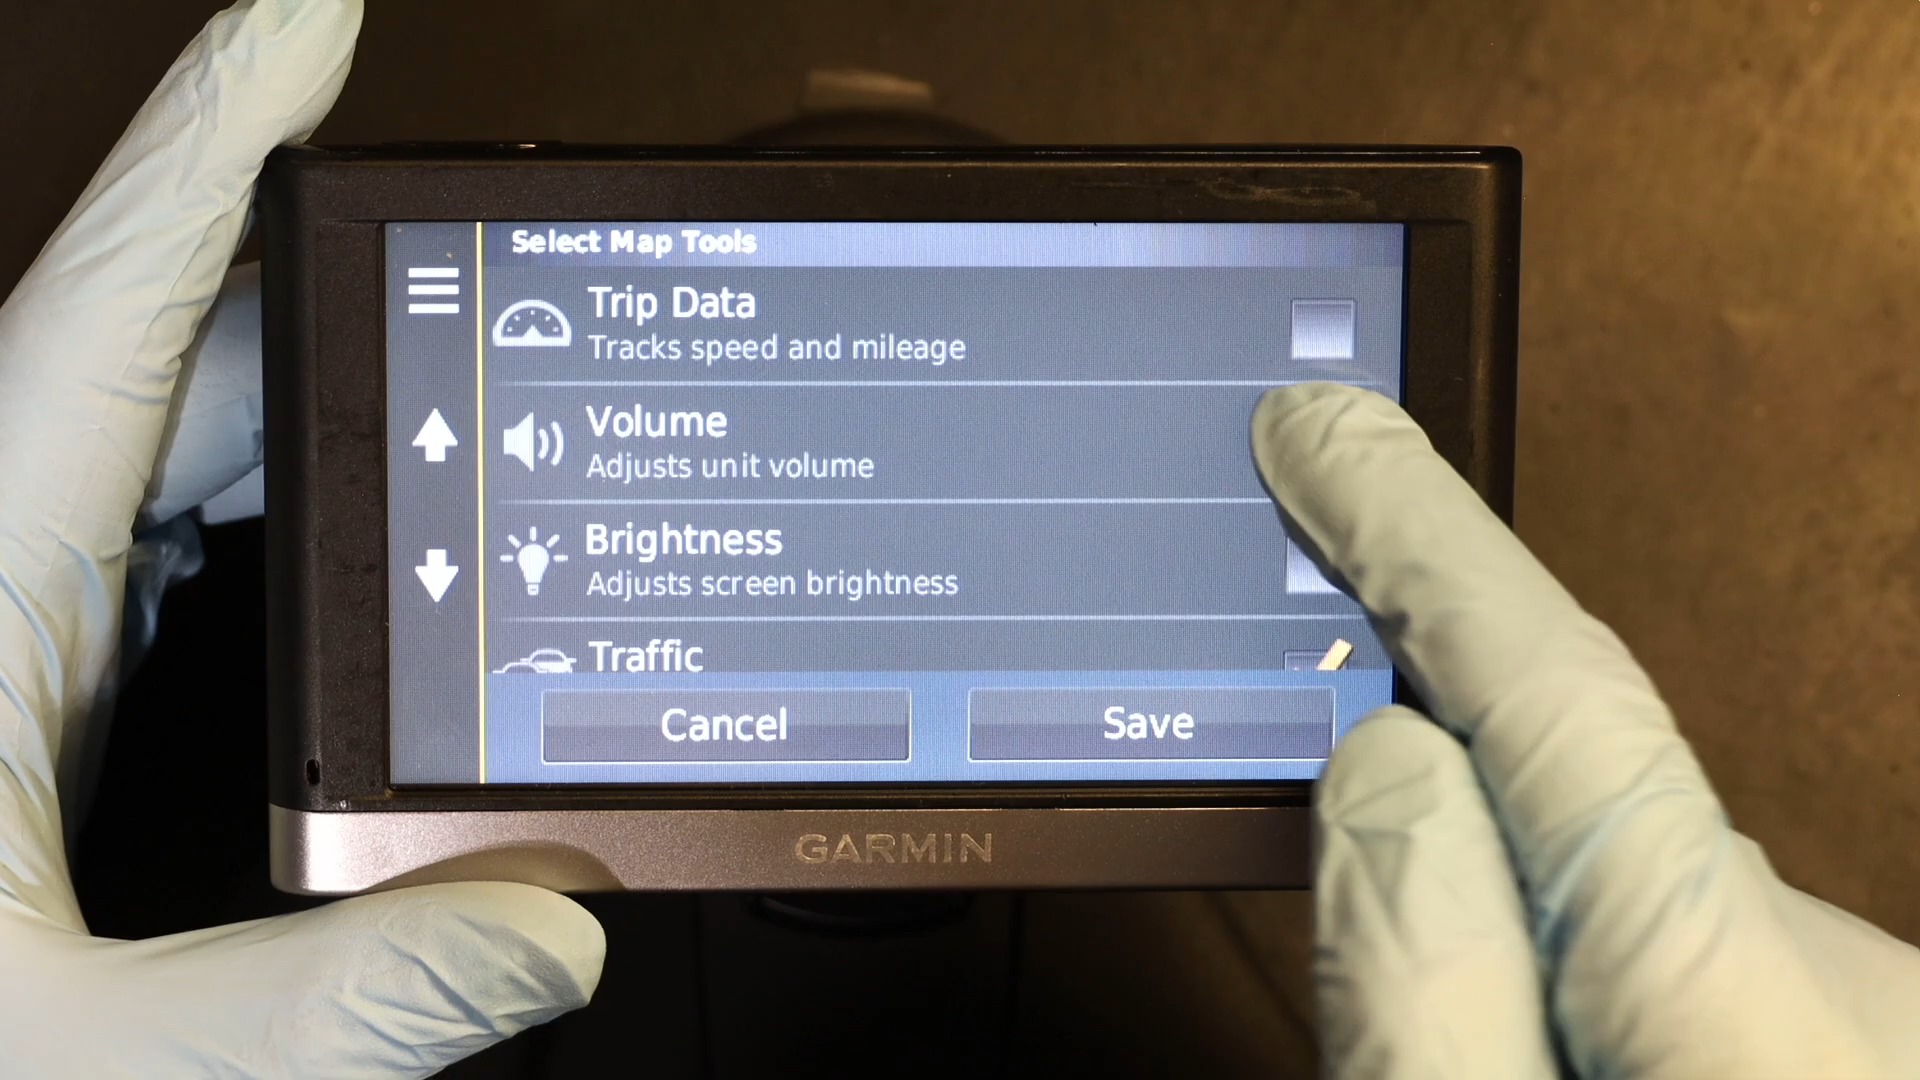 Select Map Tools
Trip Data
Tracks speed and mileage
Volume
Adjusts unit volume
Brightness
Adjusts screen brightness
Traffic
Cancel
Save
GARMIN